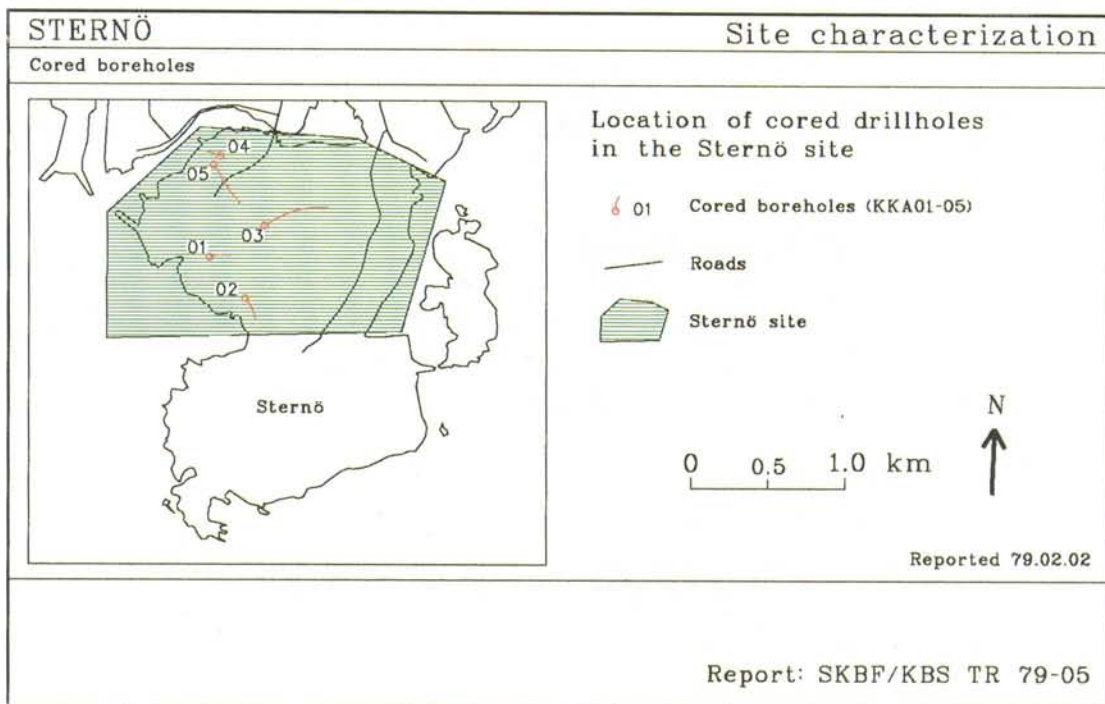 STERNÖ
Site characterization
Cored boreholes
04
05
03
01
02
Sternö
Location of cored drillholes
in the Sternö site
01 Cored boreholes (KKA01-05)
Roads
Sternö site
N
0 0.5 1.0 km
Reported 79.02.02
Report: SKBF/KBS TR 79-05